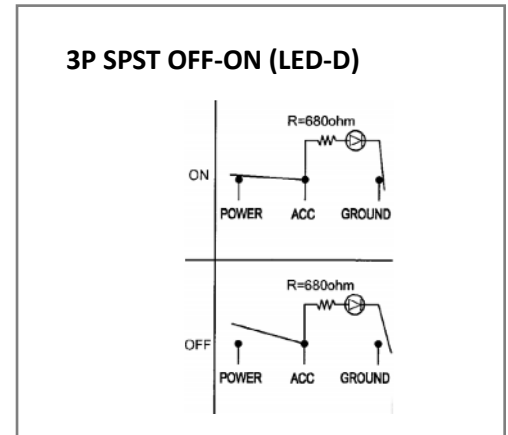 3P SPST OFF-ON (LED-D)
R=680ohm
ON
POWER ACC GROUND
R=680ohm
OFF
POWER ACC GROUND